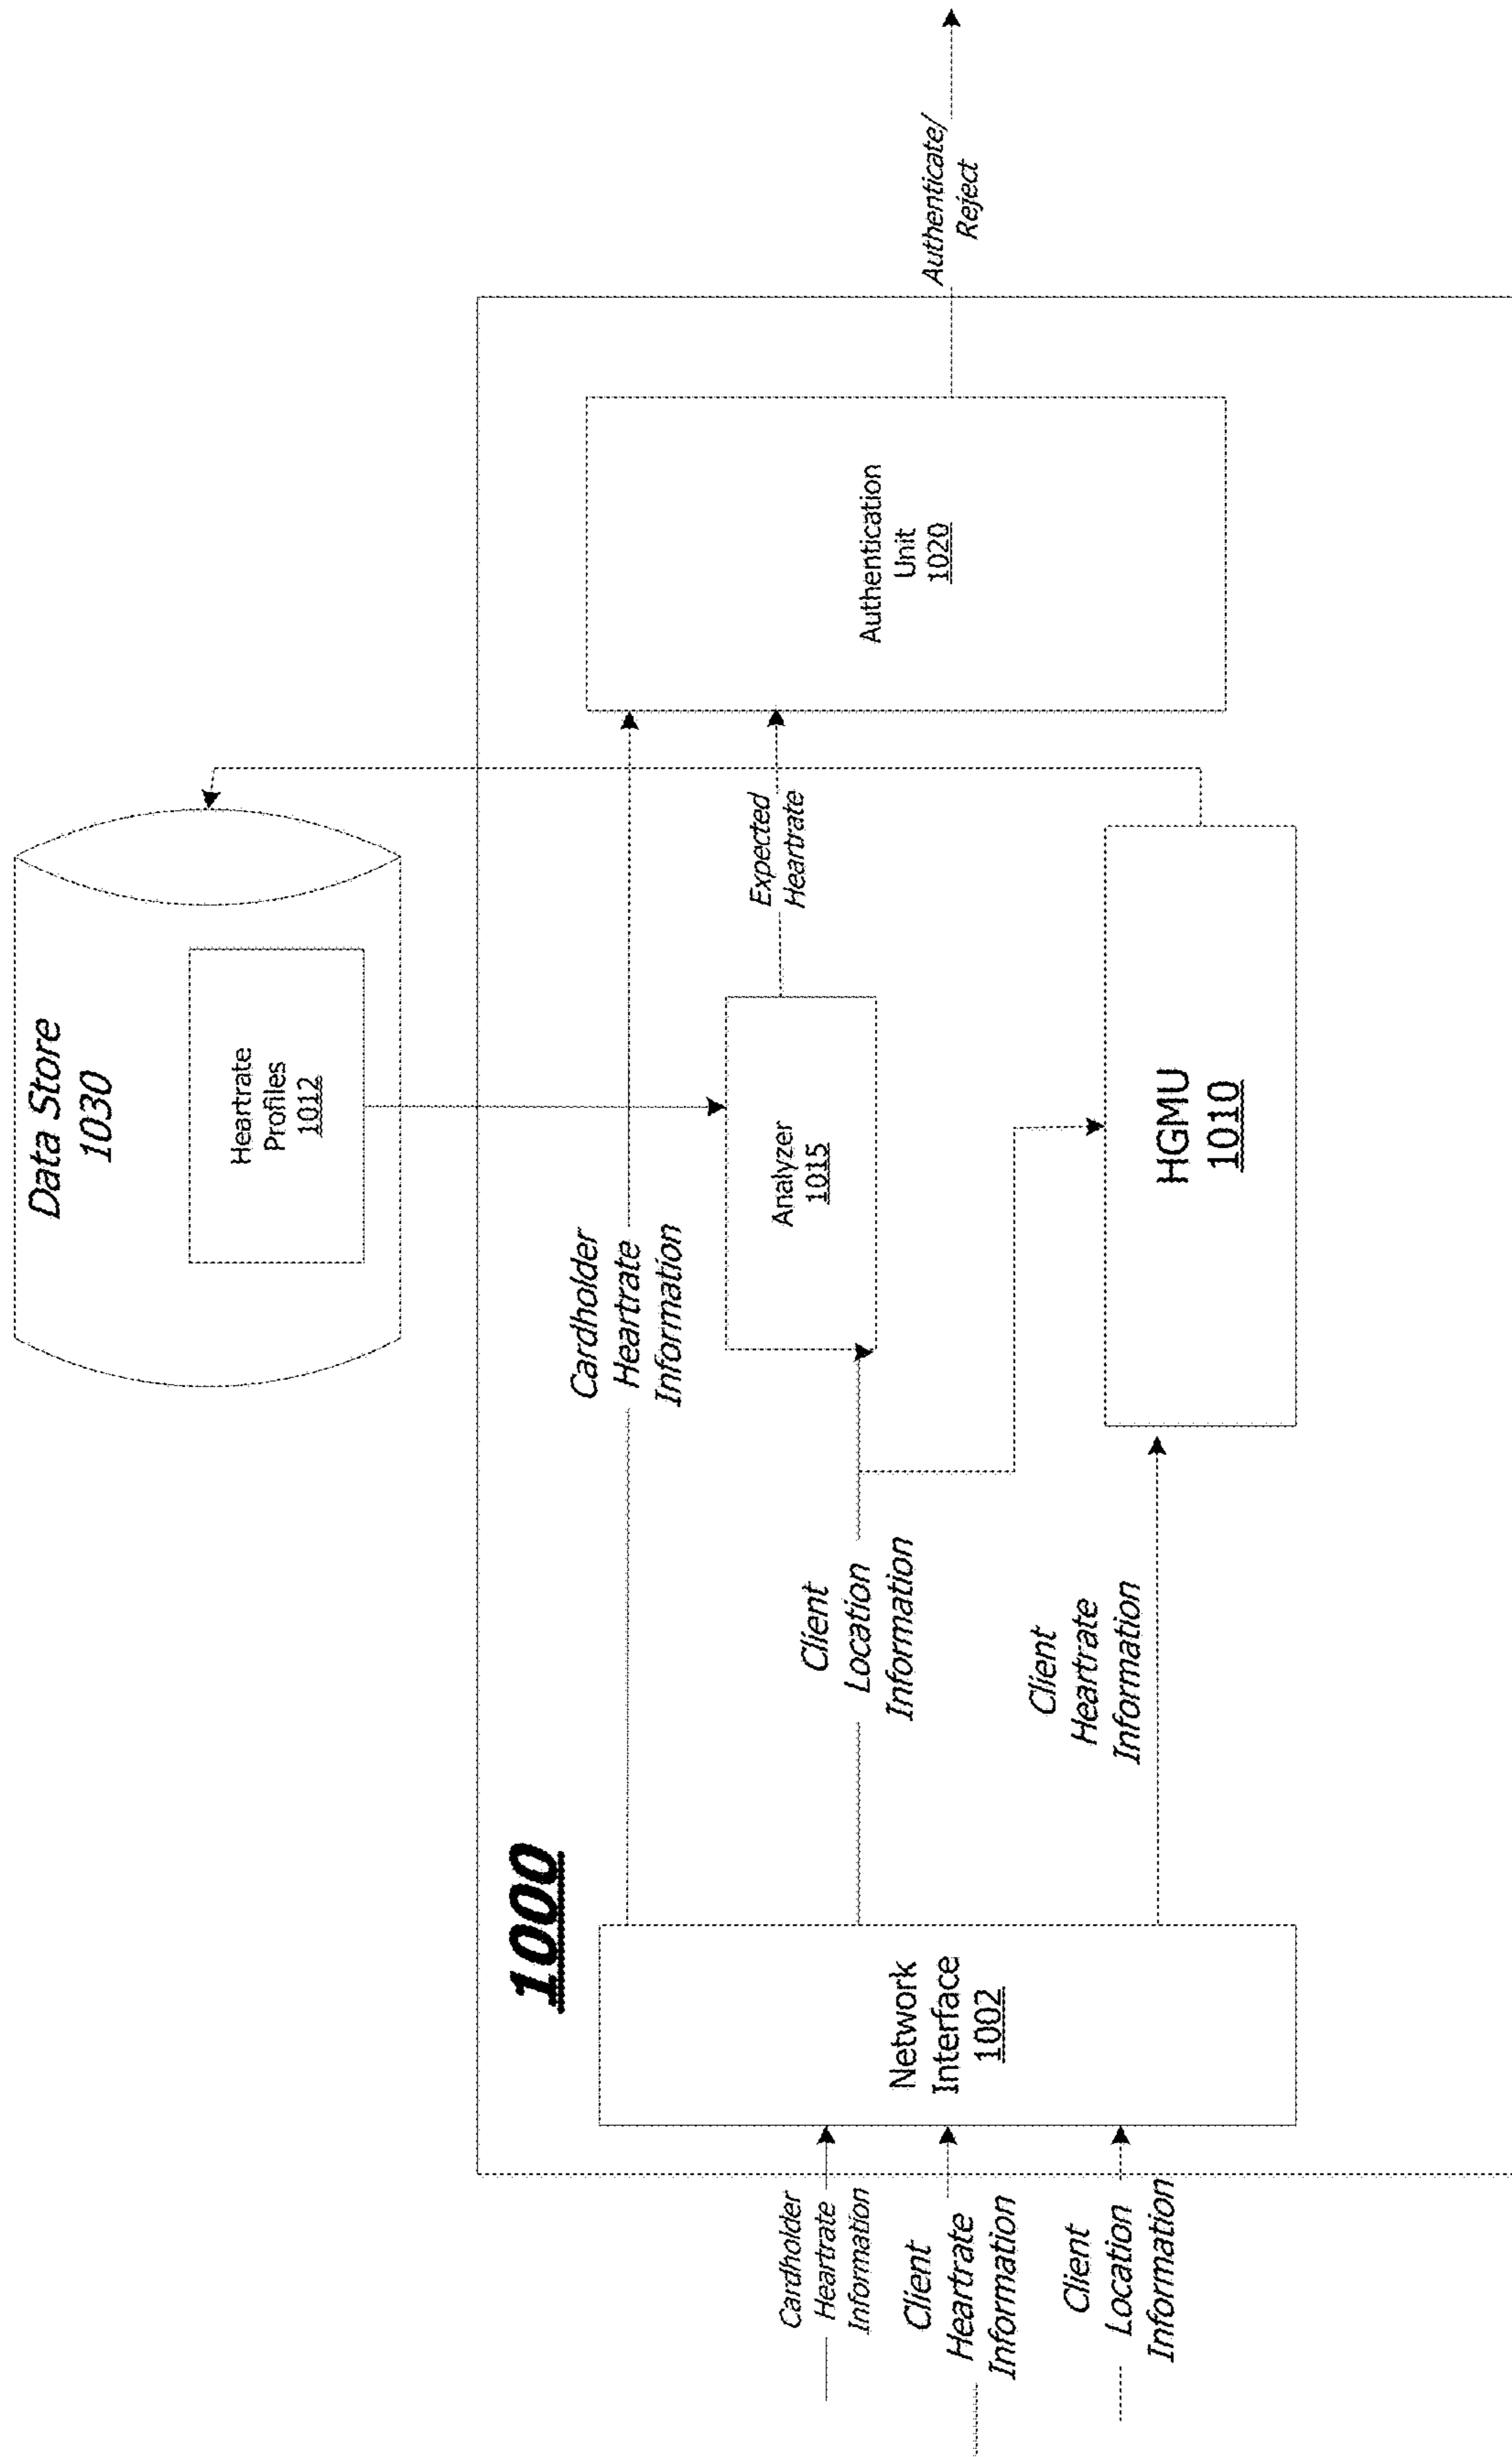 Data Store
1030
Heartrate
Profiles
1012
1000
Cardholder
Heartrate
Information
Client
Heartrate
Information
Client
Location
Information
Network
Interface
1002
Cardholder
Heartrate
Information
Client
Location
Information
Client
Heartrate
Information
Analyzer
1015
HGMU
1010
Expected
Heartrate
Authentication
Unit
1020
Authenticate/
Reject